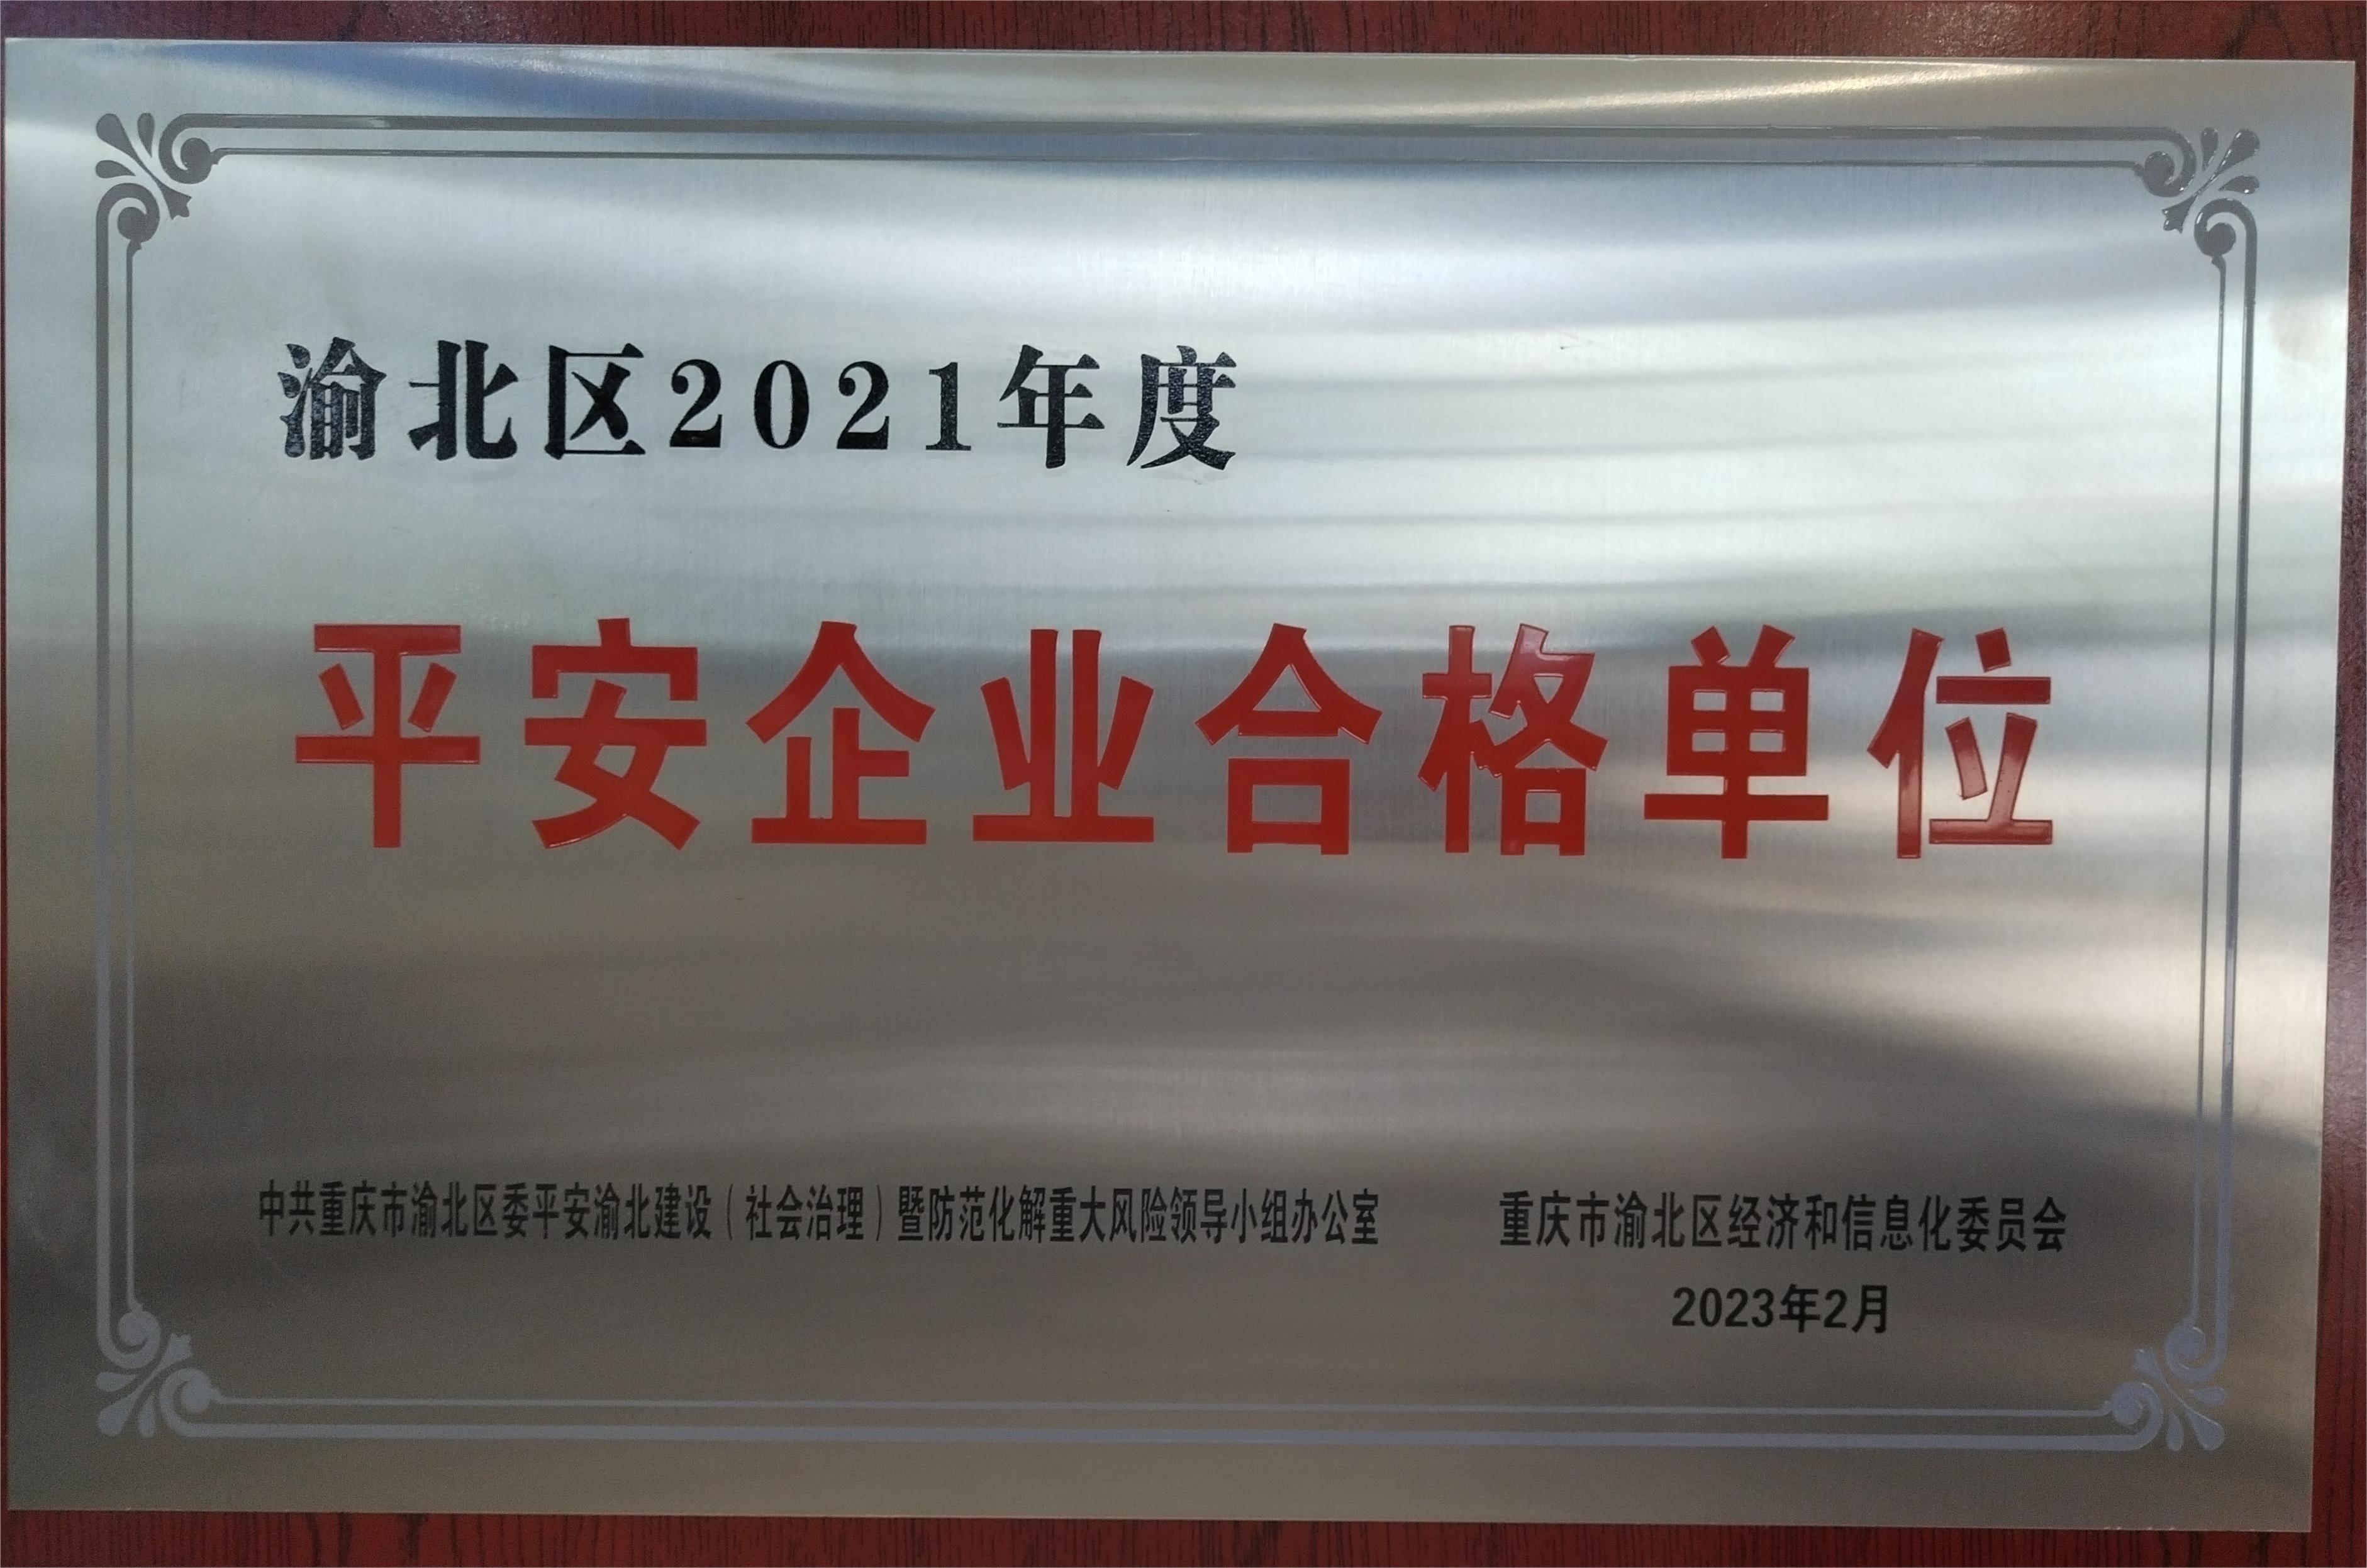 渝北区2021年度
平安企业合格单位
中共重庆市渝北区委平安渝北建设（社会治理）暨防范化解重大风险领导小组办公室 重庆市渝北区经济和信息化委员会
2023年2月